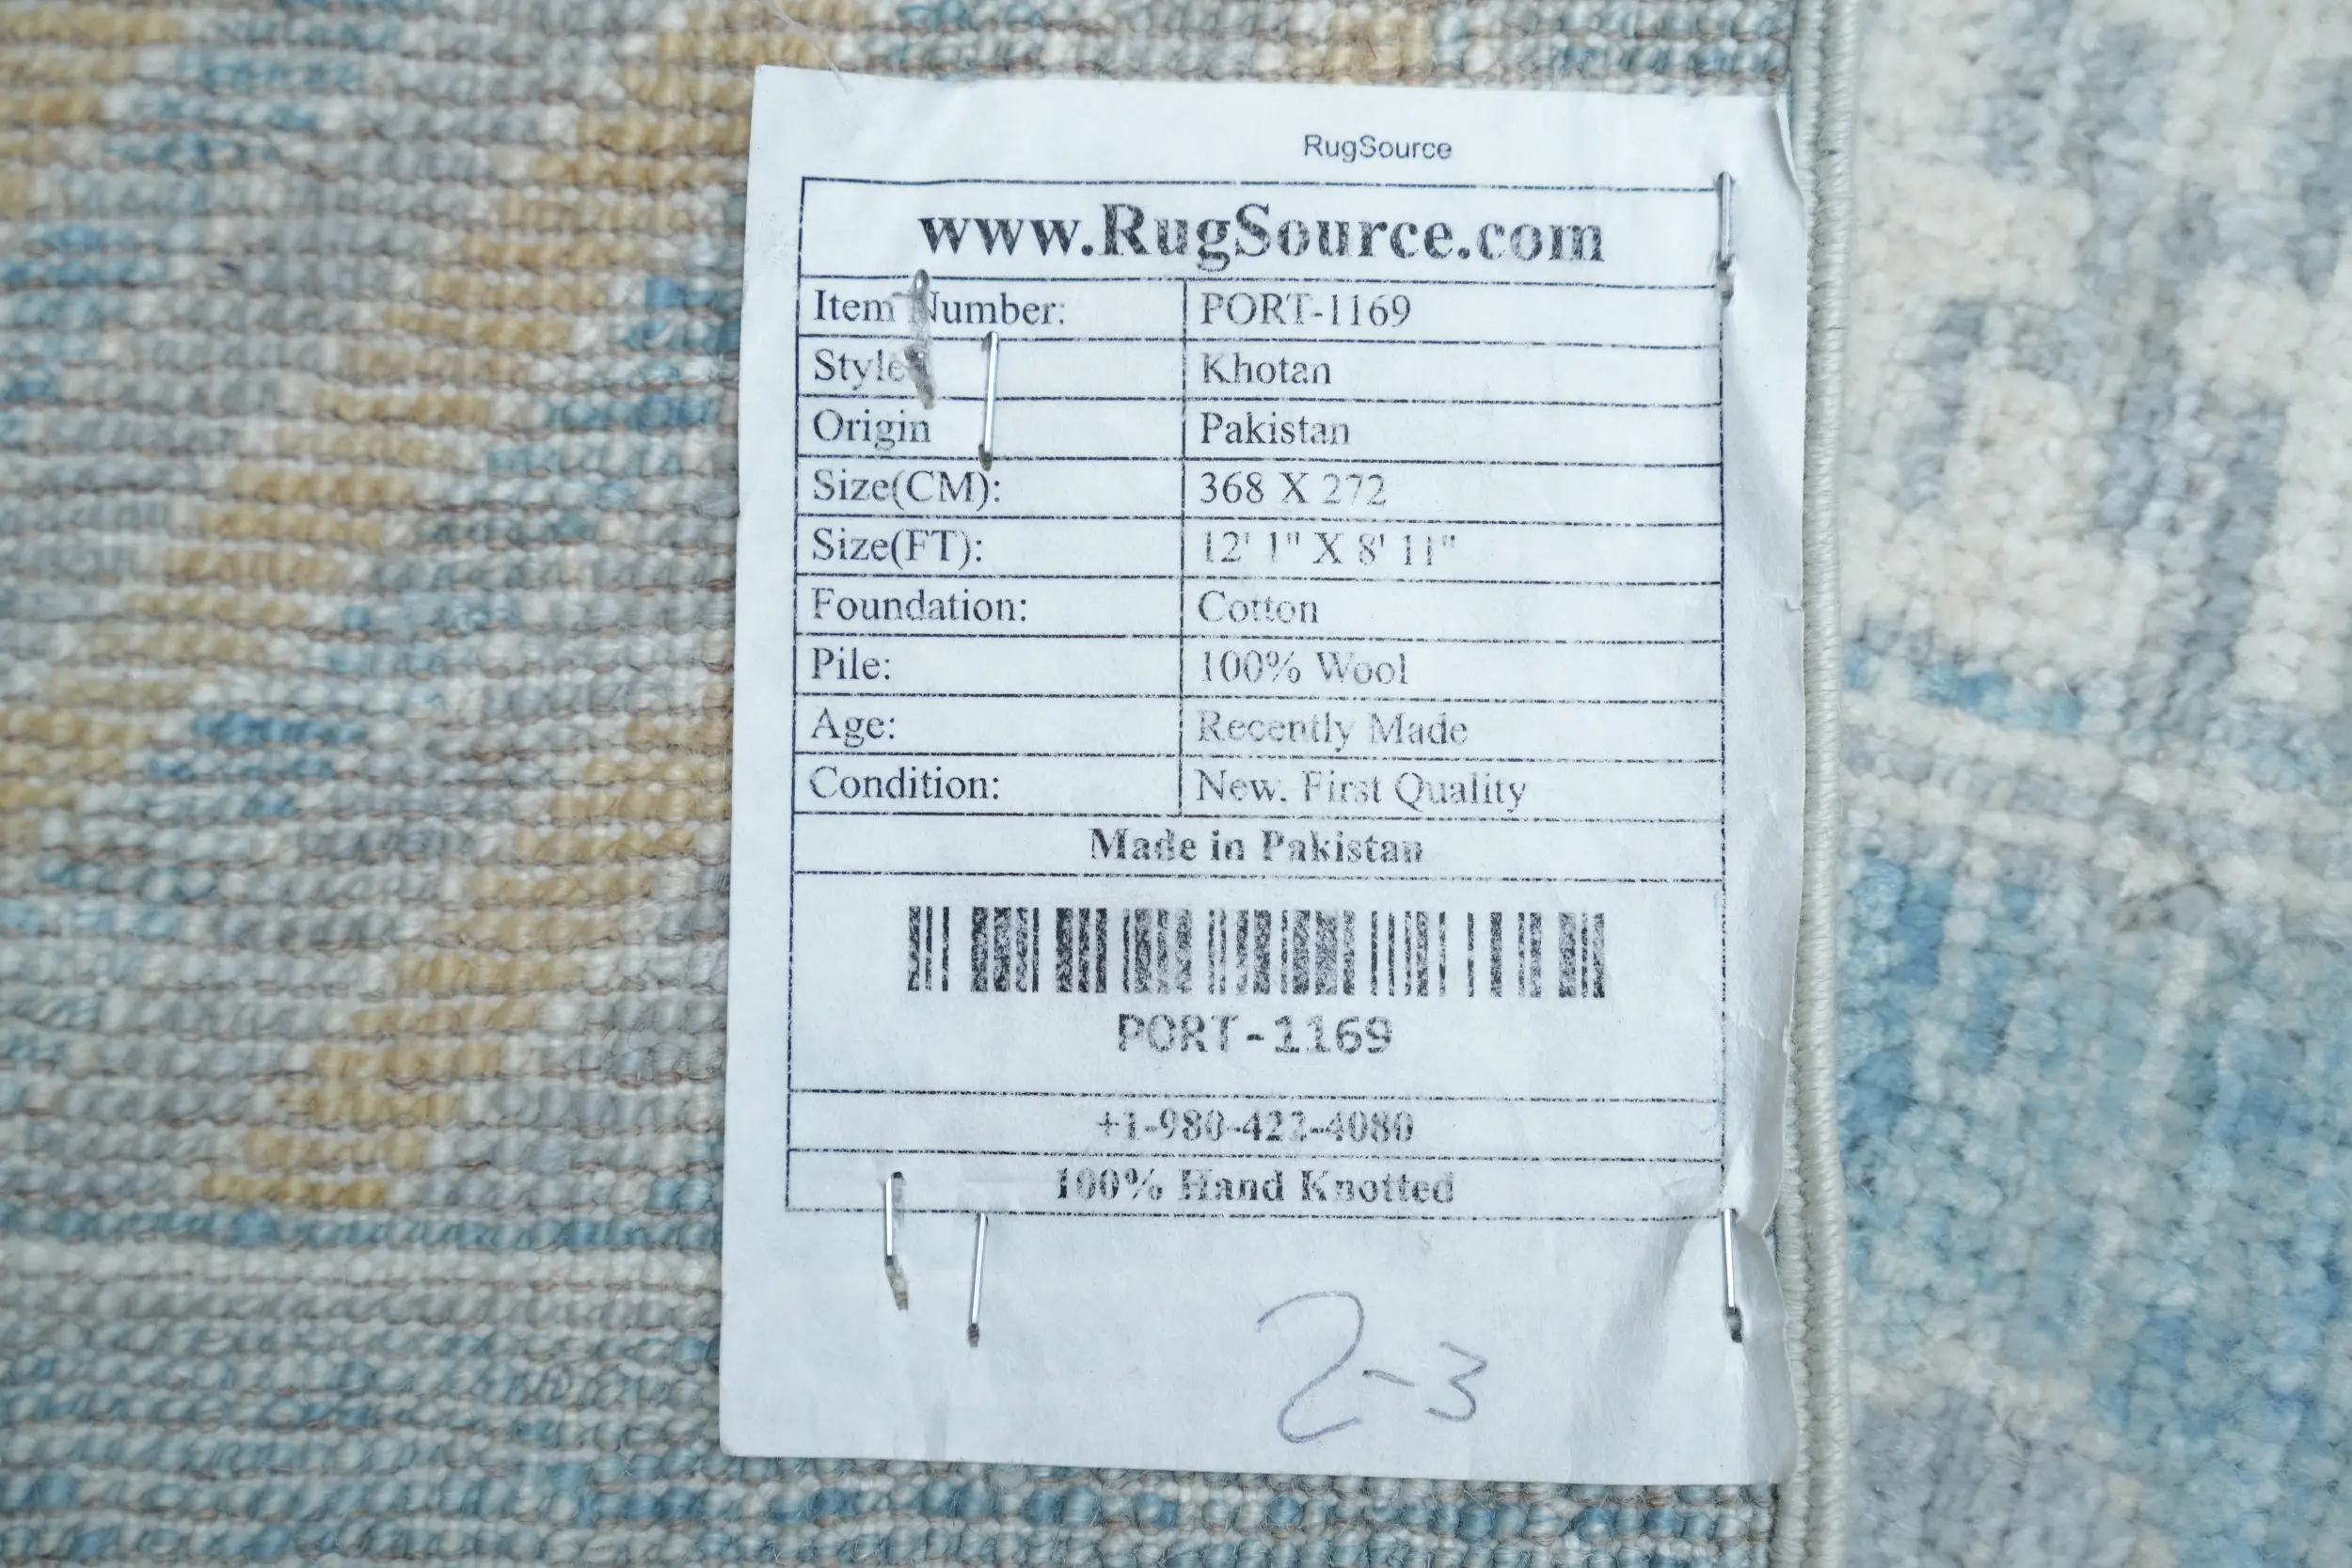 RugSource
www.RugSource.com
Item Number: PORT-1169
Style Khotan
Origin Pakistan
Size(CM): 368 X 272
Size(FT): 12' 1" X 8' 11"
Foundation: Cotton
Pile: 100% Wool
Age: Recently Made
Condition: New, First Quality
Made in Pakistan
PORT-1169
+1-980-422-4080
100% Hand Knotted
2-3